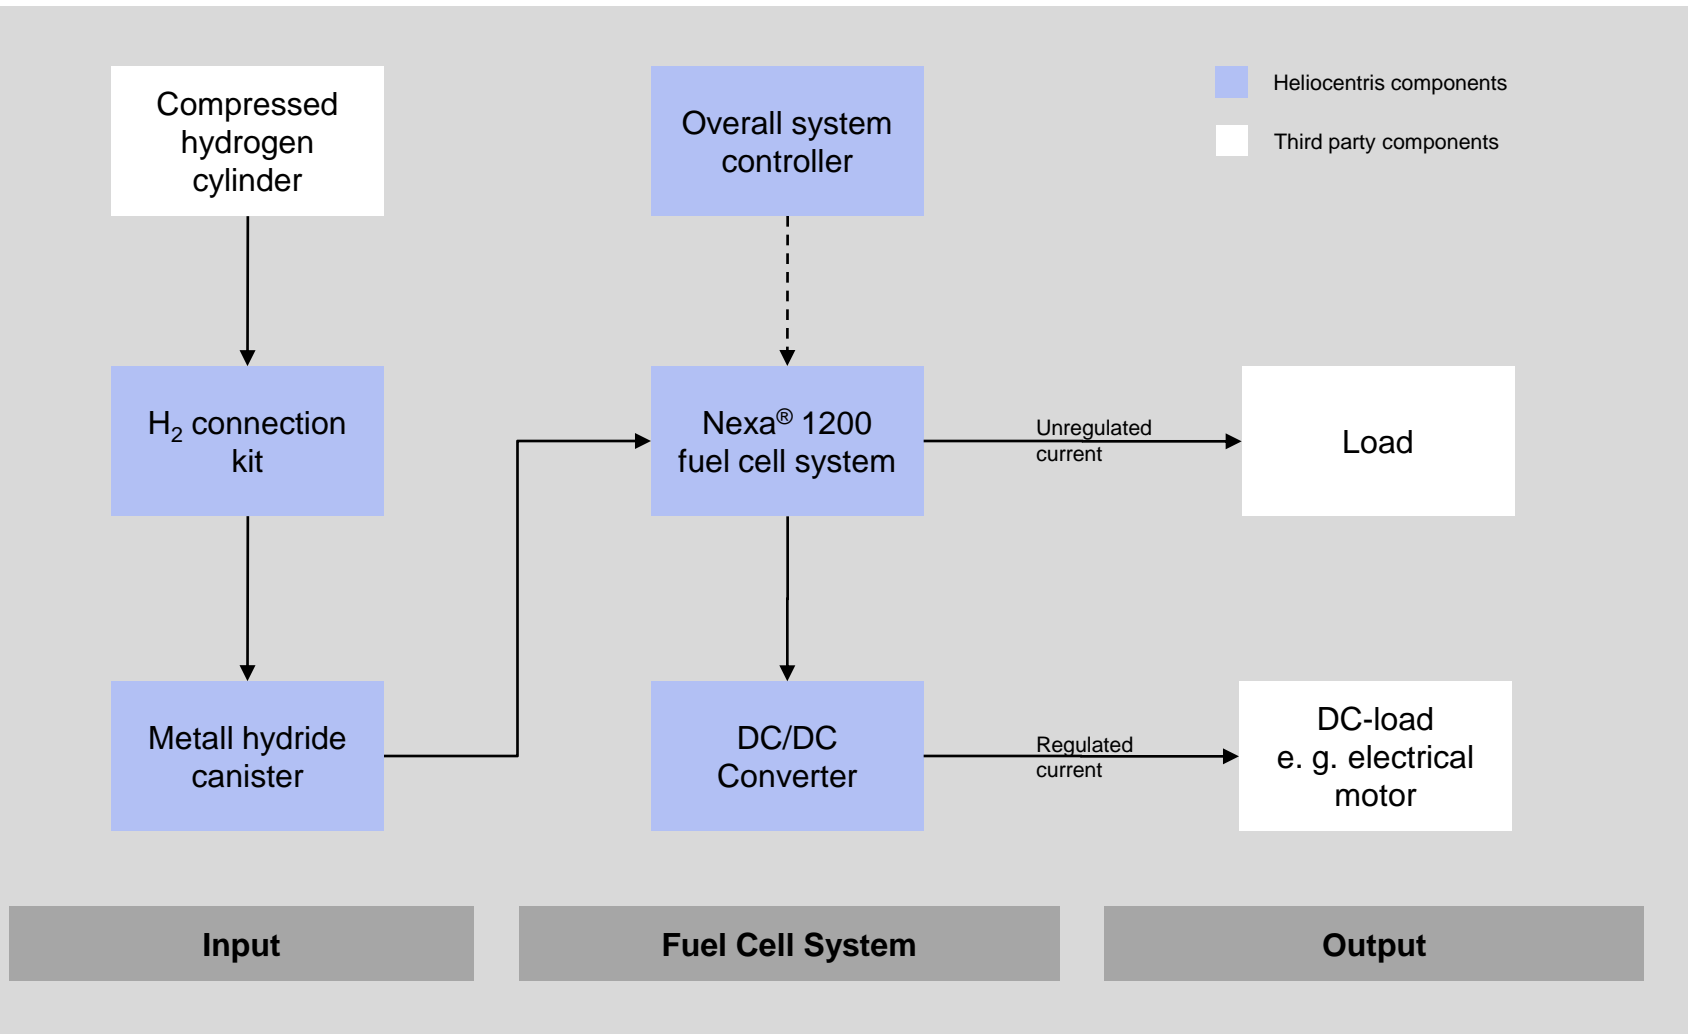 Compressed
hydrogen
cylinder
Overall system
controller
Heliocentris components
Third party components
H₂ connection
kit
Nexa® 1200
fuel cell system
Unregulated
current
Load
Metall hydride
canister
DC/DC
Converter
Regulated
current
DC-load
e. g. electrical
motor
Input
Fuel Cell System
Output